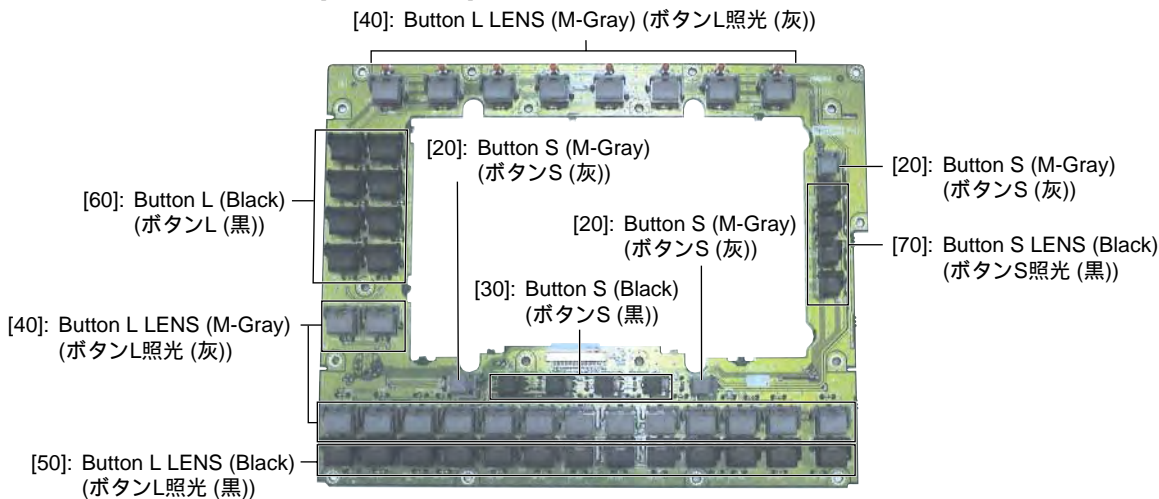 [40]: Button L LENS (M-Gray) (ボタンL照光 (灰))
[20]: Button S (M-Gray)
(ボタンS (灰))
[20]: Button S (M-Gray)
(ボタンS (灰))
[60]: Button L (Black)
(ボタンL (黒))
[20]: Button S (M-Gray)
(ボタンS (灰))
[70]: Button S LENS (Black)
(ボタンS照光 (黒))
[30]: Button S (Black)
(ボタンS (黒))
[40]: Button L LENS (M-Gray)
(ボタンL照光 (灰))
[50]: Button L LENS (Black)
(ボタンL照光 (黒))